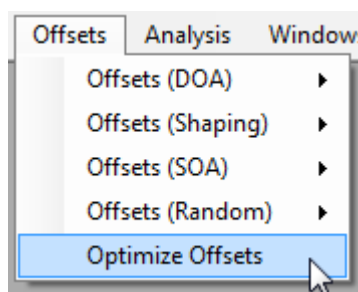 Offsets Analysis Window
Offsets (DOA)
Offsets (Shaping)
Offsets (SOA)
Offsets (Random)
Optimize Offsets